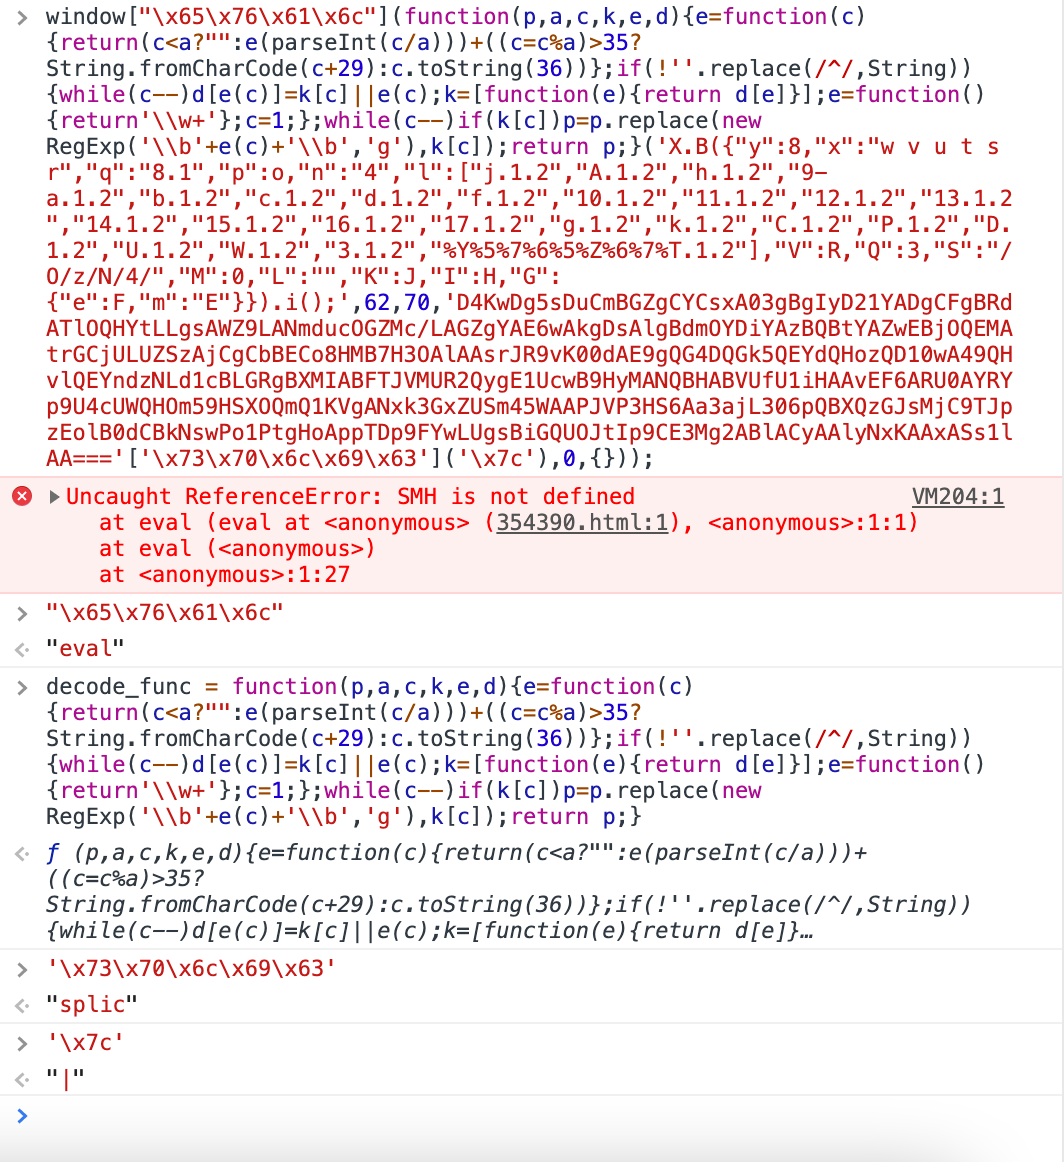 > window["\x65\x76\x61\x6c"](function(p,a,c,k,e,d){e=function(c)
{return(c<a?"":e(parseInt(c/a)))+((c=c%a)>35?
String.fromCharCode(c+29):c.toString(36))};if(!''.replace(/^/,String))
{while(c--)d[e(c)]=k[c]||e(c);k=[function(e){return d[e]}];e=function()
{return'\\w+'};c=1;};while(c--)if(k[c])p=p.replace(new
RegExp('\\b'+e(c)+'\\b','g'),k[c]);return p;}('X.B({"y":8,"x":"w v u t s
r","q":"8.1","p":o,"n":"4","l":["j.1.2","A.1.2","h.1.2","9-
a.1.2","b.1.2","c.1.2","d.1.2","f.1.2","10.1.2","11.1.2","12.1.2","13.1.2
","14.1.2","15.1.2","16.1.2","17.1.2","g.1.2","k.1.2","C.1.2","P.1.2","D.
1.2","U.1.2","W.1.2","3.1.2","%Y%5%7%6%5%Z%6%7%T.1.2"],"V":R,"Q":3,"S":"/
O/z/N/4/","M":0,"L":"","K":J,"I":H,"G":
{"e":F,"m":"E"}}).i();',62,70,'D4KwDg5sDuCmBGZgCYCsxA03gBgIyD21YADgCFgBRd
ATlOQHYtLLgsAWZ9LANmducOGZMc/LAGZgYAE6wAkgDsAlgBdmOYDiYAzBQBtYAZwEBjOQEMA
trGCjULUZSzAjCgCbBECo8HMB7H3OAlAAsrJR9vK00dAE9gQG4DQGk5QEYdQHozQD10wA49QH
vlQEYndzNLd1cBLGRgBXMIABFTJVMUR2QygE1UcwB9HyMANQBHABVUfU1iHAAvEF6ARU0AYRY
p9U4cUWQHOm59HSXOQmQ1KVgANxk3GxZUSm45WAAPJVP3HS6Aa3ajL306pQBXQzGJsMjC9TJp
zEolB0dCBkNswPo1PtgHoAppTDp9FYwLUgsBiGQUOJtIp9CE3Mg2ABlACyAAlyNxKAAxASs1l
AA==='['\x73\x70\x6c\x69\x63']('\x7c'),0,{}));
Uncaught ReferenceError: SMH is not defined VM204:1
at eval (eval at <anonymous> (354390.html:1), <anonymous>:1:1)
at eval (<anonymous>)
at <anonymous>:1:27
> "\x65\x76\x61\x6c"
"eval"
> decode_func = function(p,a,c,k,e,d){e=function(c)
{return(c<a?"":e(parseInt(c/a)))+((c=c%a)>35?
String.fromCharCode(c+29):c.toString(36))};if(!''.replace(/^/,String))
{while(c--)d[e(c)]=k[c]||e(c);k=[function(e){return d[e]}];e=function()
{return'\\w+'};c=1;};while(c--)if(k[c])p=p.replace(new
RegExp('\\b'+e(c)+'\\b','g'),k[c]);return p;}
ƒ (p,a,c,k,e,d){e=function(c){return(c<a?"":e(parseInt(c/a)))+
((c=c%a)>35?
String.fromCharCode(c+29):c.toString(36))};if(!''.replace(/^/,String))
{while(c--)d[e(c)]=k[c]||e(c);k=[function(e){return d[e]}…
> '\x73\x70\x6c\x69\x63'
"splic"
> '\x7c'
"|"
>